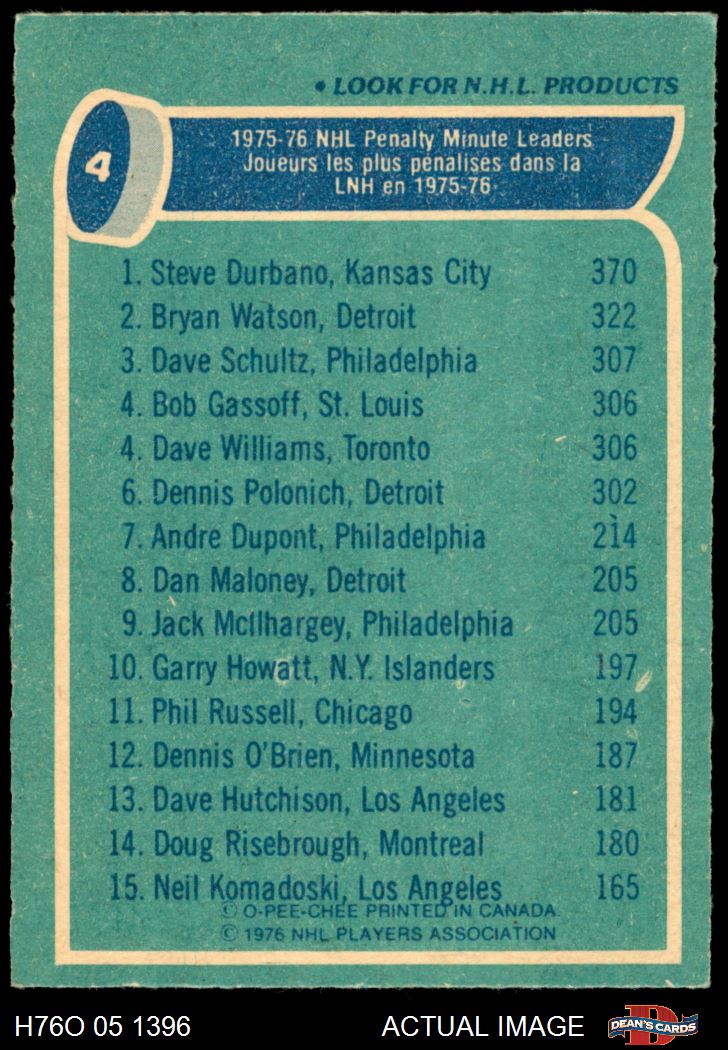 • LOOK FOR N.H.L. PRODUCTS
4
1975-76 NHL Penalty Minute Leaders
Joueurs les plus pénalisés dans la
LNH en 1975-76
1. Steve Durbano, Kansas City 370
2. Bryan Watson, Detroit 322
3. Dave Schultz, Philadelphia 307
4. Bob Gassoff, St. Louis 306
4. Dave Williams, Toronto 306
6. Dennis Polonich, Detroit 302
7. Andre Dupont, Philadelphia 214
8. Dan Maloney, Detroit 205
9. Jack McIlhargey, Philadelphia 205
10. Garry Howatt, N.Y. Islanders 197
11. Phil Russell, Chicago 194
12. Dennis O'Brien, Minnesota 187
13. Dave Hutchison, Los Angeles 181
14. Doug Risebrough, Montreal 180
15. Neil Komadoski, Los Angeles 165
© O-PEE-CHEE PRINTED IN CANADA
© 1976 NHL PLAYERS ASSOCIATION
H76O 05 1396 ACTUAL IMAGE D DEAN'S CARDS